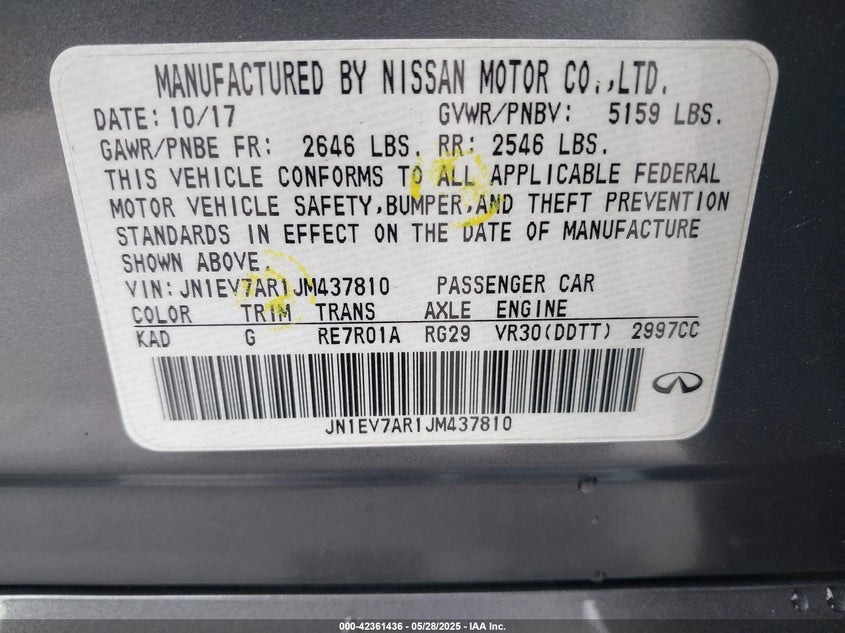 MANUFACTURED BY NISSAN MOTOR CO.,LTD.
DATE: 10/17 GVWR/PNBV: 5159 LBS.
GAWR/PNBE FR: 2646 LBS. RR: 2546 LBS.
THIS VEHICLE CONFORMS TO ALL APPLICABLE FEDERAL
MOTOR VEHICLE SAFETY,BUMPER,AND THEFT PREVENTION
STANDARDS IN EFFECT ON THE DATE OF MANUFACTURE
SHOWN ABOVE.
VIN: JN1EV7AR1JM437810 PASSENGER CAR
COLOR TRIM TRANS AXLE ENGINE
KAD G RE7R01A RG29 VR30(DDTT) 2997CC
JN1EV7AR1JM437810
000-42361436 - 05/28/2025 - IAA Inc.